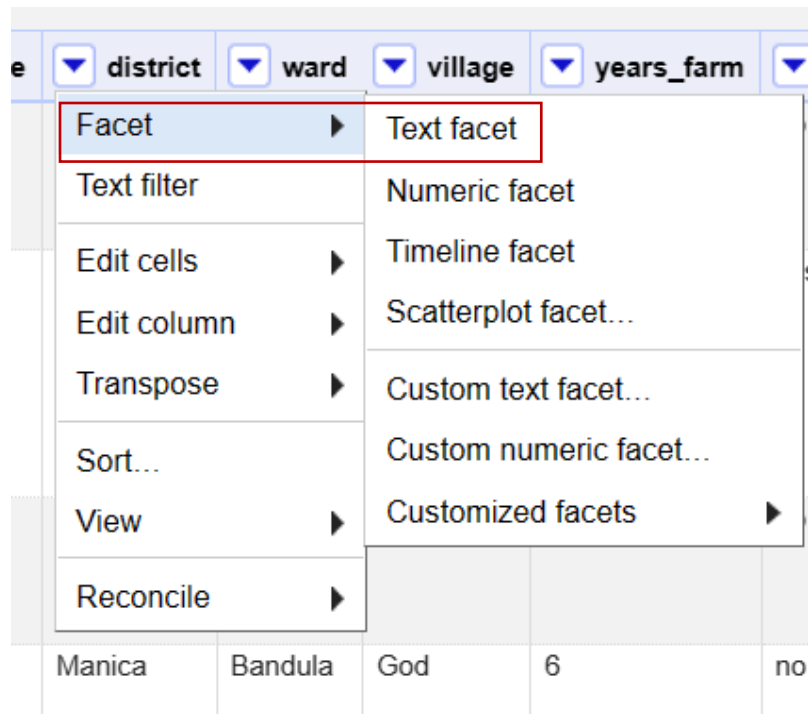 e district ward village years_farm
Facet Text facet
Text filter Numeric facet
Edit cells Timeline facet
Edit column Scatterplot facet...
Transpose Custom text facet...
Sort... Custom numeric facet...
View Customized facets
Reconcile
Manica Bandula God 6 no